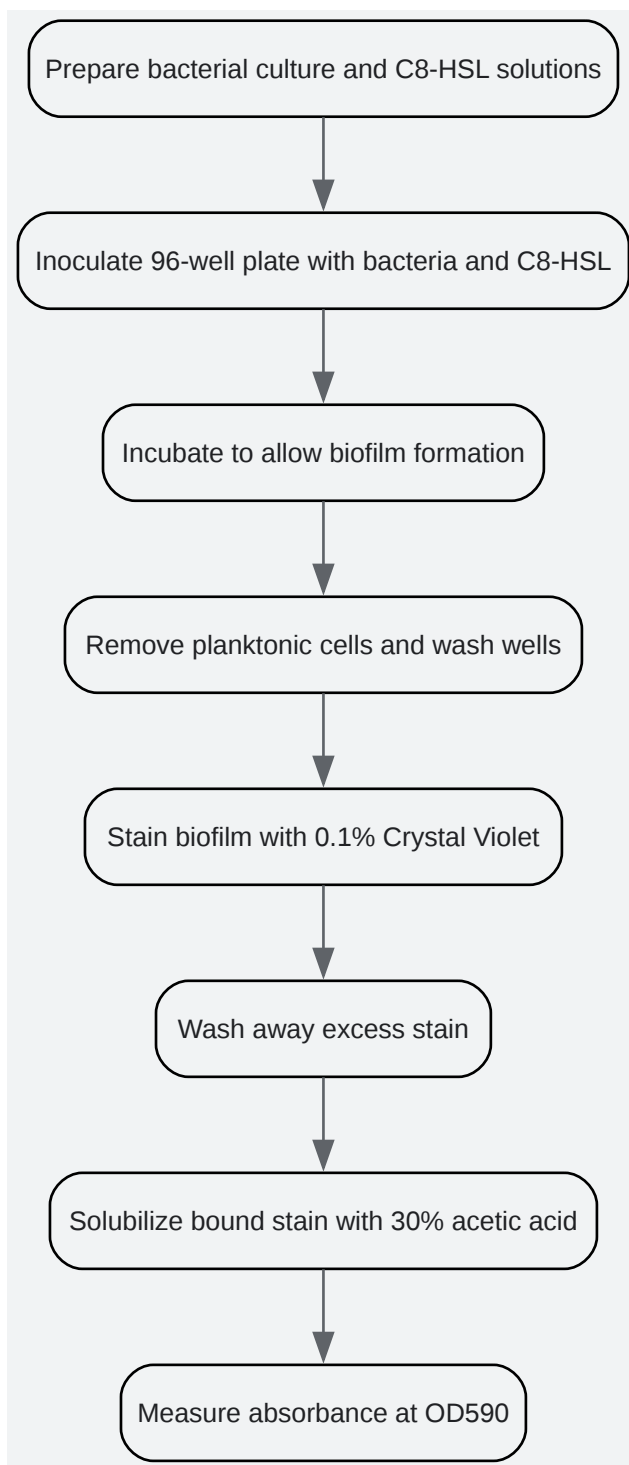 Prepare bacterial culture and C8-HSL solutions
Inoculate 96-well plate with bacteria and C8-HSL
Incubate to allow biofilm formation
Remove planktonic cells and wash wells
Stain biofilm with 0.1% Crystal Violet
Wash away excess stain
Solubilize bound stain with 30% acetic acid
Measure absorbance at OD590